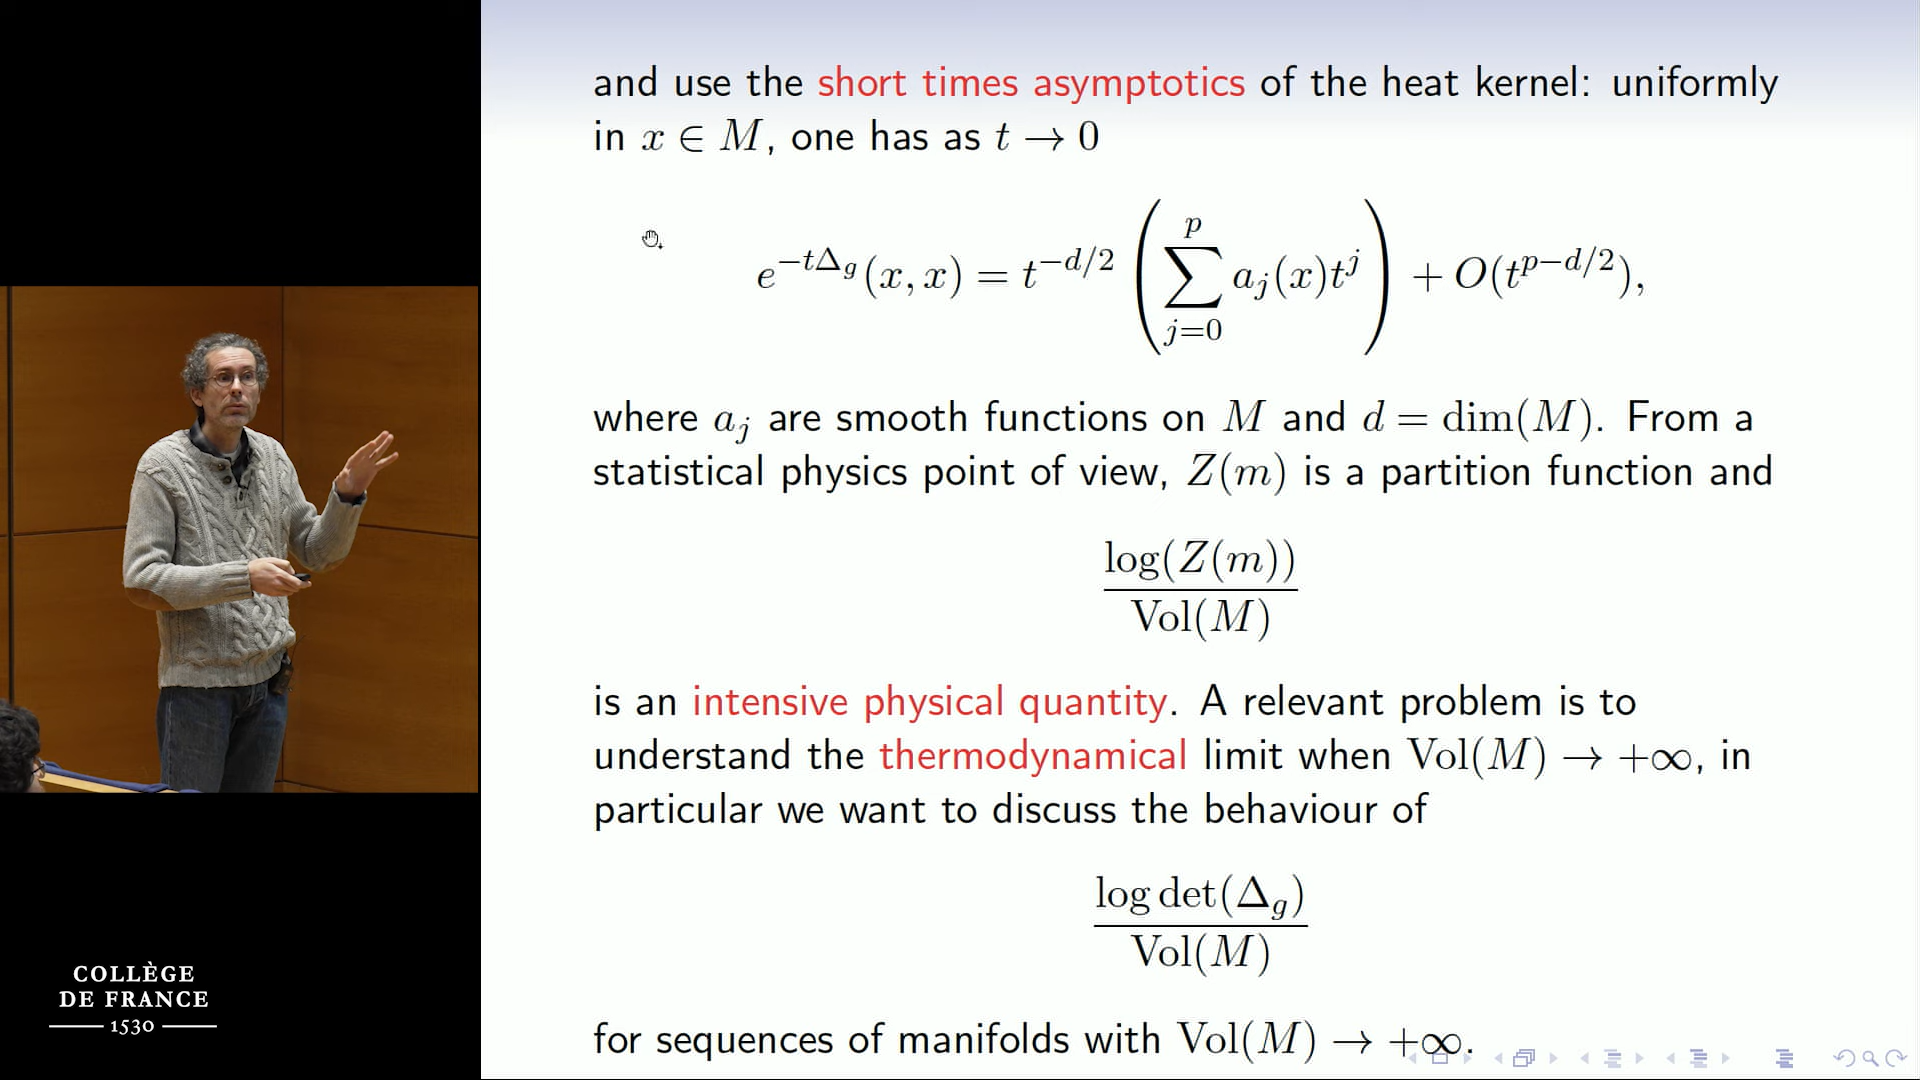 and use the short times asymptotics of the heat kernel: uniformly
in x ∈ M, one has as t → 0
e^{-tΔ_g}(x, x) = t^{-d/2} ( ∑_{j=0}^{p} a_j(x)t^j ) + O(t^{p-d/2}),
where a_j are smooth functions on M and d = dim(M). From a
statistical physics point of view, Z(m) is a partition function and
log(Z(m))
Vol(M)
is an intensive physical quantity. A relevant problem is to
understand the thermodynamical limit when Vol(M) → +∞, in
particular we want to discuss the behaviour of
log det(Δ_g)
Vol(M)
for sequences of manifolds with Vol(M) → +∞.
COLLÈGE
DE FRANCE
1530